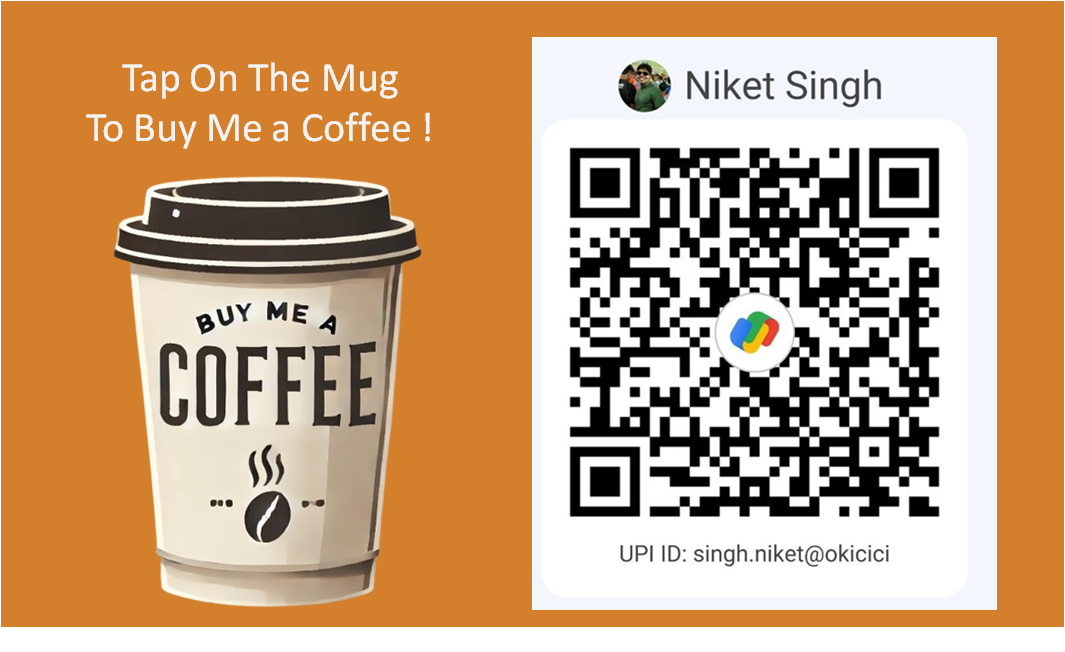 Tap On The Mug
To Buy Me a Coffee !
BUY ME A
COFFEE
Niket Singh
UPI ID: singh.niket@okicici